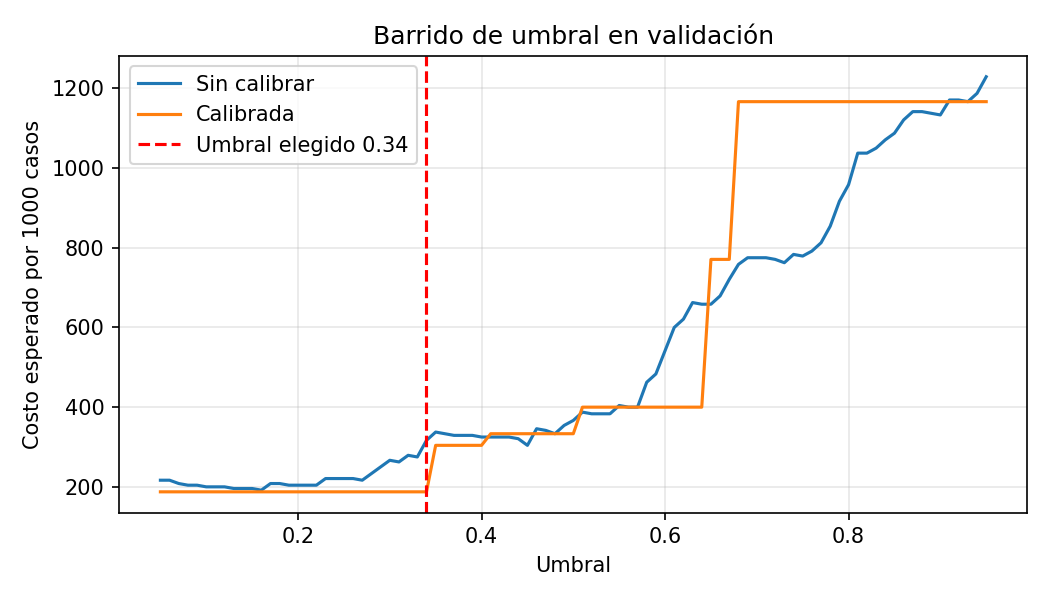 Barrido de umbral en validación
Sin calibrar
Calibrada
Umbral elegido 0.34
Costo esperado por 1000 casos
1200
1000
800
600
400
200
0.2 0.4 0.6 0.8
Umbral